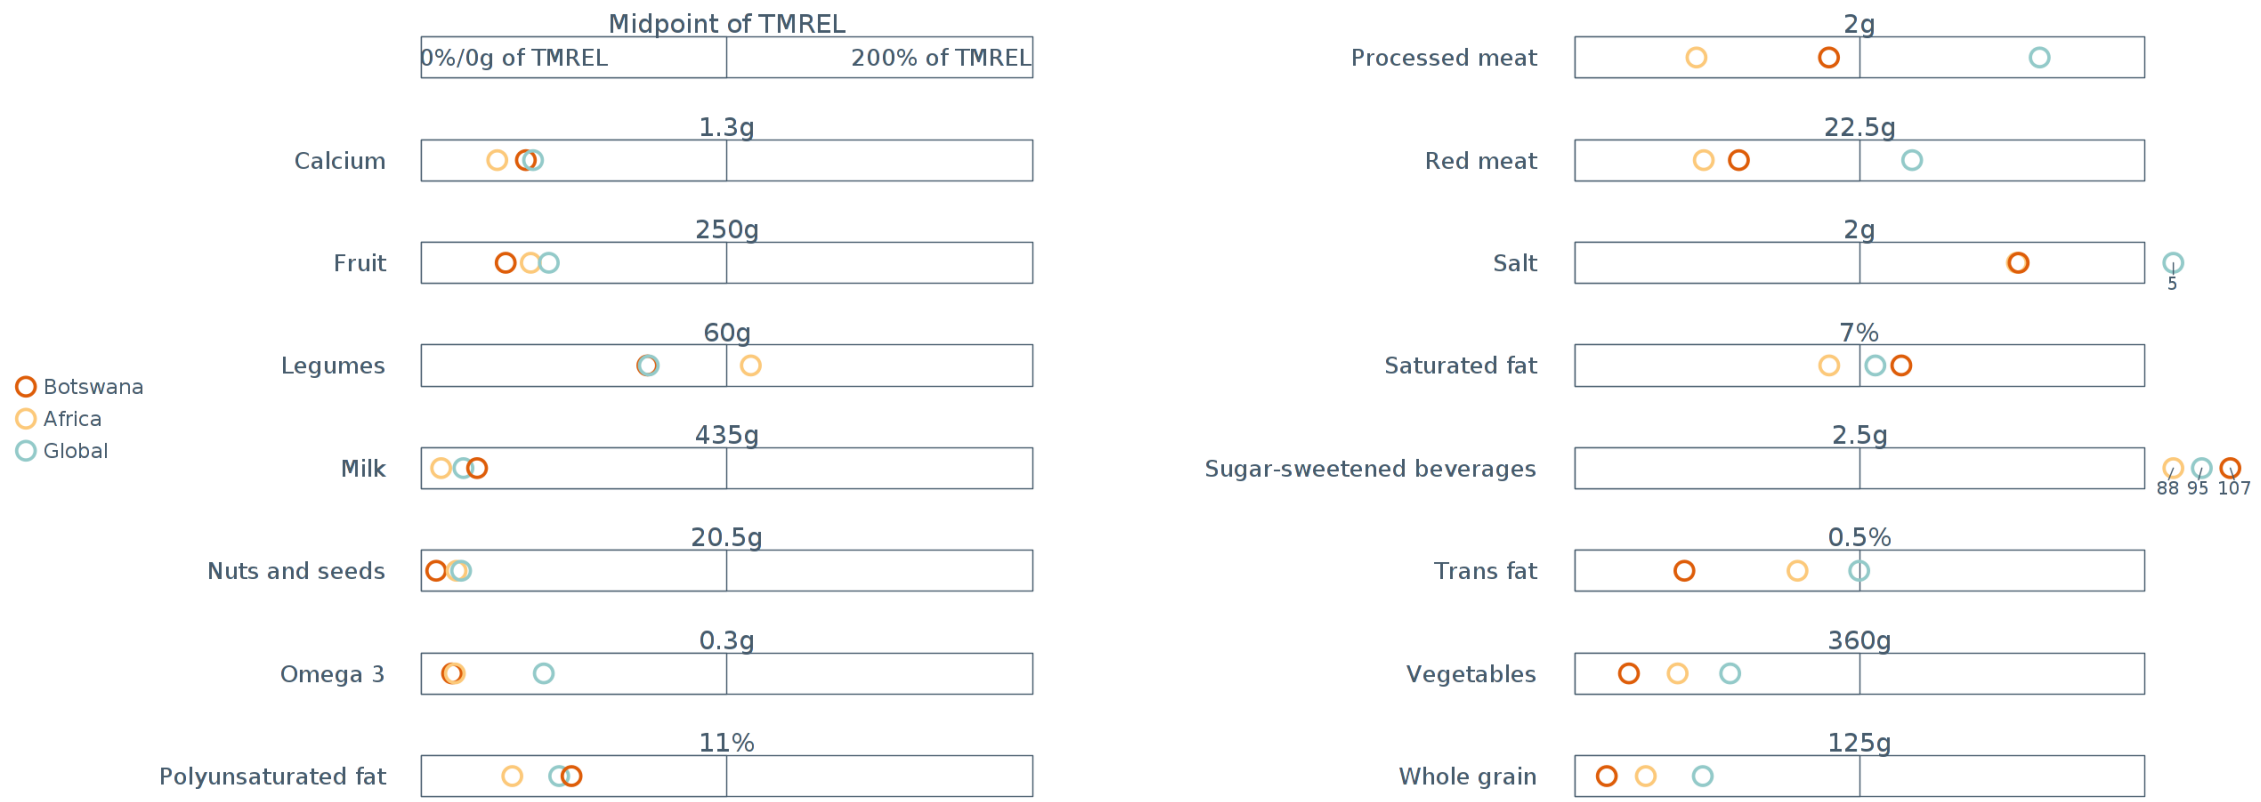 Midpoint of TMREL
0%/0g of TMREL
200% of TMREL
Calcium
1.3g
Fruit
250g
Legumes
60g
Milk
435g
Nuts and seeds
20.5g
Omega 3
0.3g
Polyunsaturated fat
11%
Botswana
Africa
Global
Processed meat
2g
Red meat
22.5g
Salt
2g
5
Saturated fat
7%
Sugar-sweetened beverages
2.5g
88 95 107
Trans fat
0.5%
Vegetables
360g
Whole grain
125g